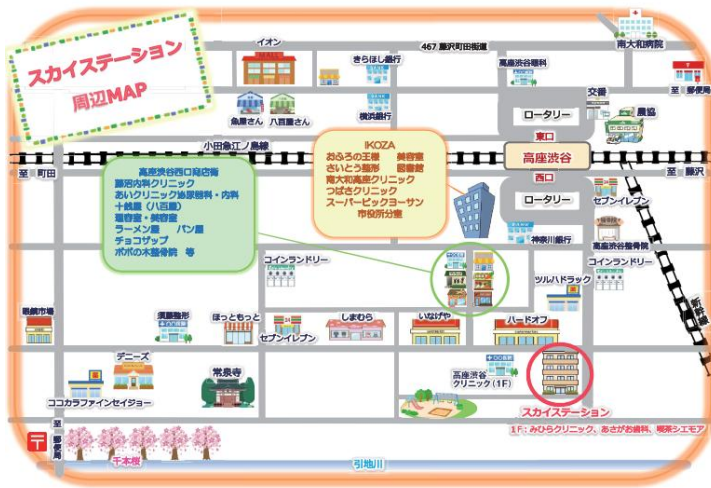 スカイステーション
周辺MAP
イオン
きらぼし銀行
467 藤沢町田街道
高座渋谷眼科
南大和病院
至 郵便局
魚屋さん
八百屋さん
横浜銀行
ロータリー
交番
農協
東口
小田急江ノ島線
至 町田
高座渋谷
至 藤沢
西口
IKOZA
おふろの王様 美容室
さいとう整形 図書館
南大和高座クリニック
つばさクリニック
スーパービックヨーサン
市役所分室
高座渋谷西口商店街
藤沼内科クリニック
あいクリニック泌尿器科・内科
十銭屋(八百屋)
理容室・美容室
ラーメン屋 パン屋
チョコザップ
ポポの木整骨院 等
ロータリー
セブンイレブン
神奈川銀行
高座渋谷整骨院
コインランドリー
コインランドリー
ツルハドラッグ
新幹線
眼鏡市場
須藤整形
ほっともっと
セブンイレブン
しまむら
いなげや
ハードオフ
デニーズ
ココカラファインセイジョー
常泉寺
高座渋谷
クリニック(1F)
スカイステーション
1F:みひらクリニック、あさがお歯科、喫茶シエモア
至 郵便局
千本桜
引地川